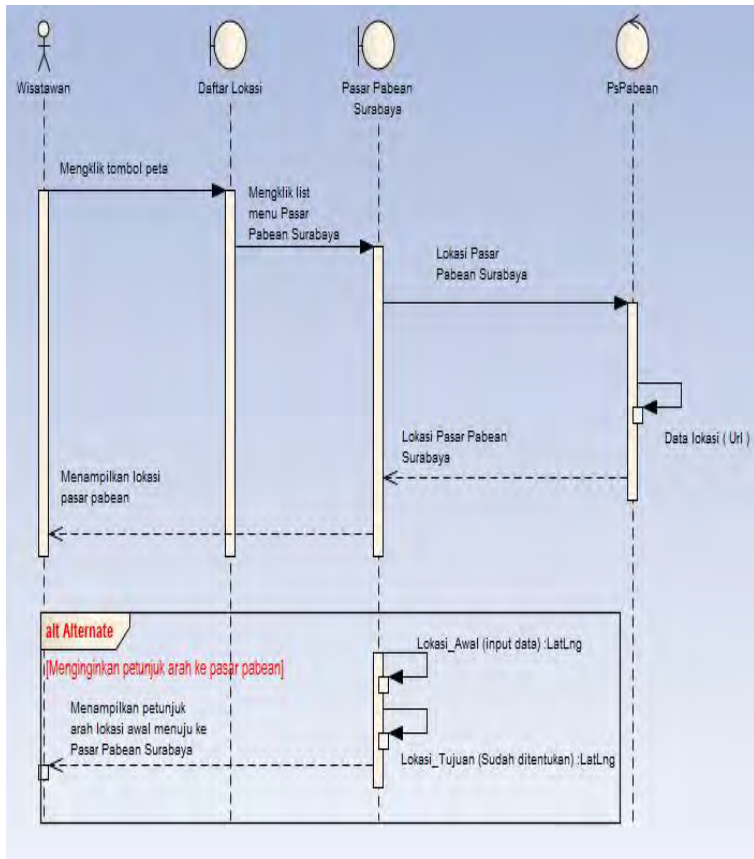 Wisatawan
Daftar Lokasi
Pasar Pabean
Surabaya
PsPabean
Mengklik tombol peta
Mengklik list
menu Pasar
Pabean Surabaya
Lokasi Pasar
Pabean Surabaya
Data lokasi ( Url )
Lokasi Pasar Pabean
Surabaya
Menampilkan lokasi
pasar pabean
alt Alternate
[Menginginkan petunjuk arah ke pasar pabean]
Lokasi_Awal (input data) :LatLng
Menampilkan petunjuk
arah lokasi awal menuju ke
Pasar Pabean Surabaya
Lokasi_Tujuan (Sudah ditentukan) :LatLng